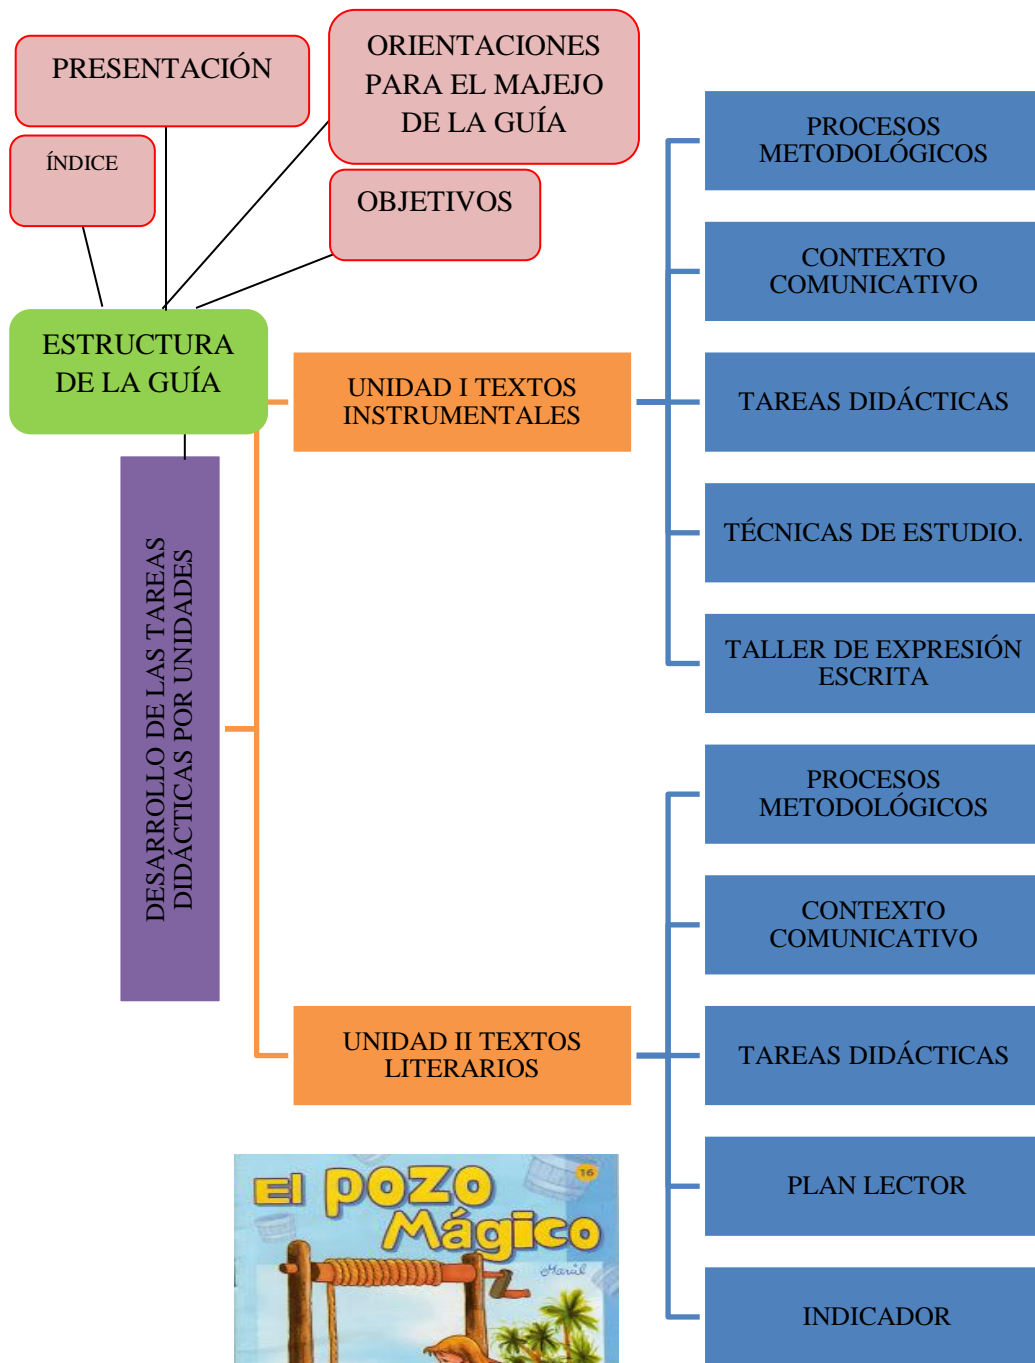 PRESENTACIÓN
ORIENTACIONES
PARA EL MAJEJO
DE LA GUÍA
ÍNDICE
OBJETIVOS
ESTRUCTURA
DE LA GUÍA
DESARROLLO DE LAS TAREAS
DIDÁCTICAS POR UNIDADES
UNIDAD I TEXTOS
INSTRUMENTALES
PROCESOS
METODOLÓGICOS
CONTEXTO
COMUNICATIVO
TAREAS DIDÁCTICAS
TÉCNICAS DE ESTUDIO.
TALLER DE EXPRESIÓN
ESCRITA
UNIDAD II TEXTOS
LITERARIOS
PROCESOS
METODOLÓGICOS
CONTEXTO
COMUNICATIVO
TAREAS DIDÁCTICAS
PLAN LECTOR
INDICADOR
El pozo
Mágico
16